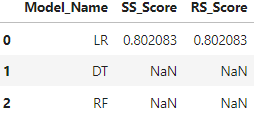 Model_Name SS_Score RS_Score
0 LR 0.802083 0.802083
1 DT NaN NaN
2 RF NaN NaN